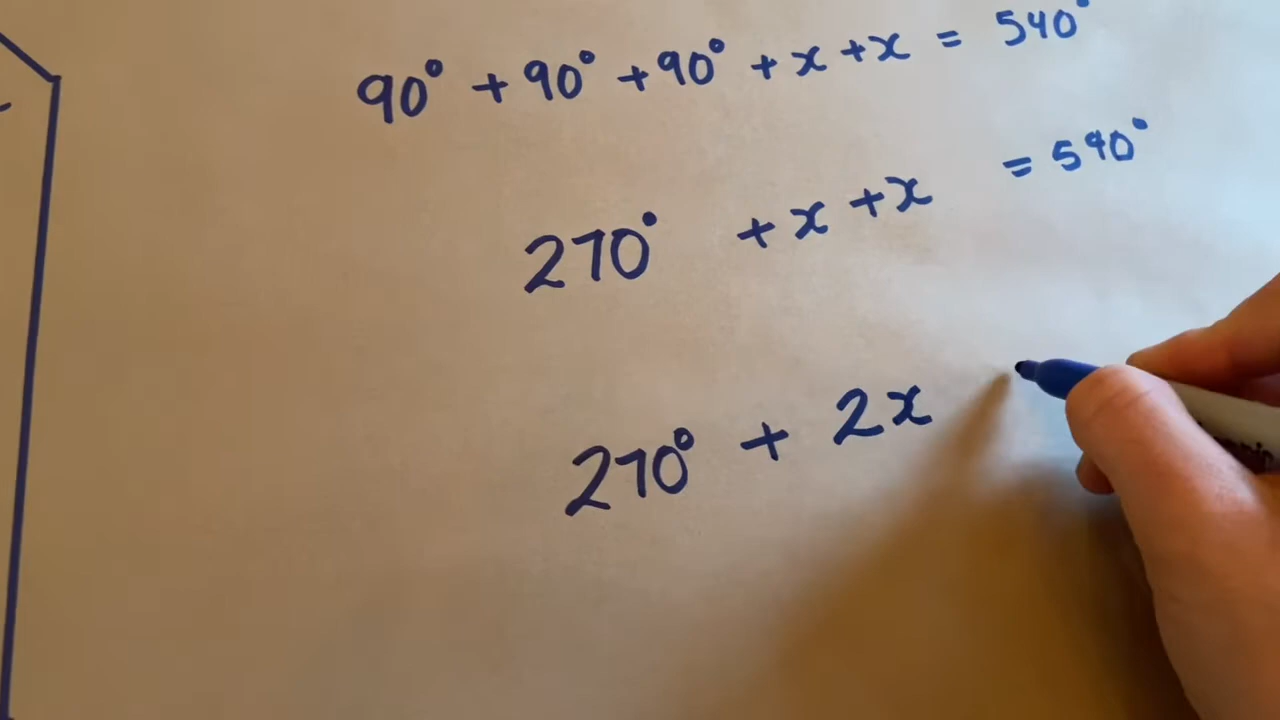 90° + 90° + 90° + x + x = 540°
270° + x + x = 540°
270° + 2x